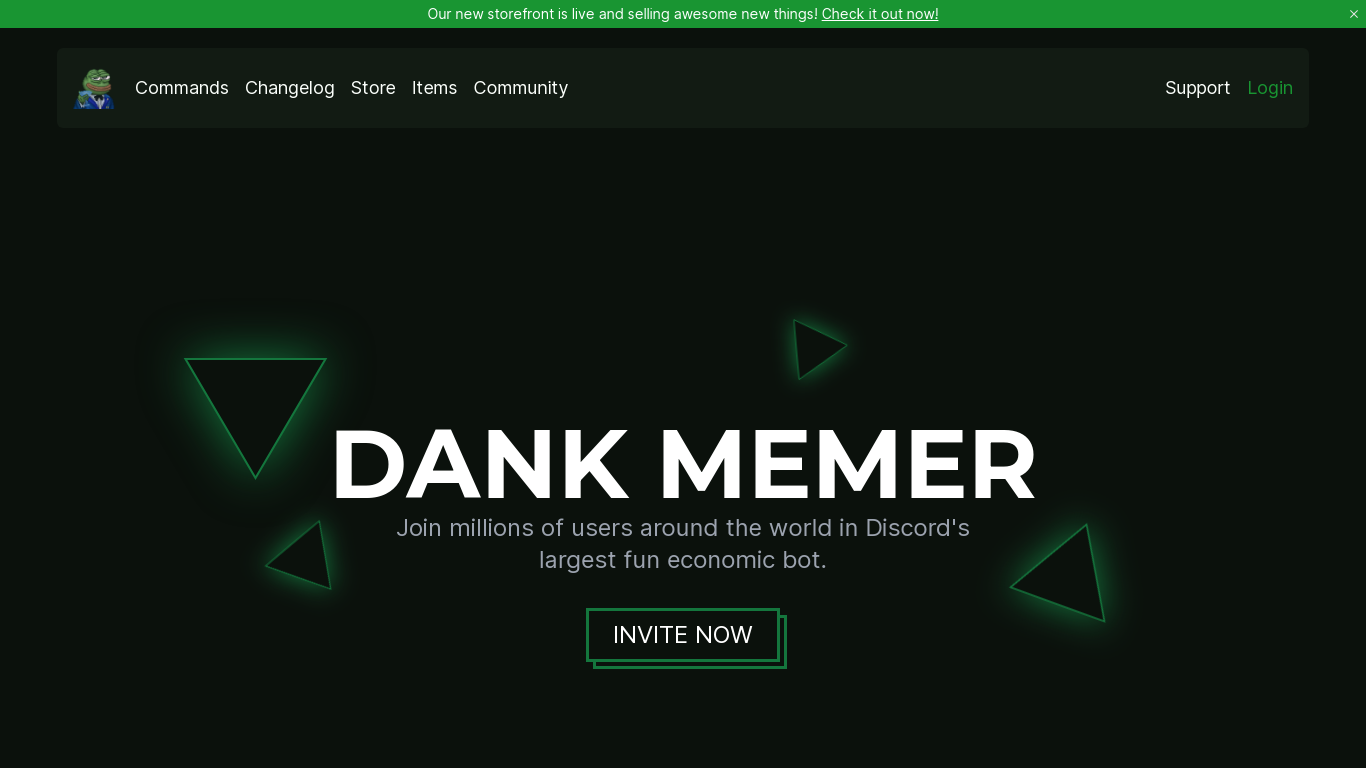 Our new storefront is live and selling awesome new things! Check it out now!
Commands Changelog Store Items Community Support Login
DANK MEMER
Join millions of users around the world in Discord's
largest fun economic bot.
INVITE NOW